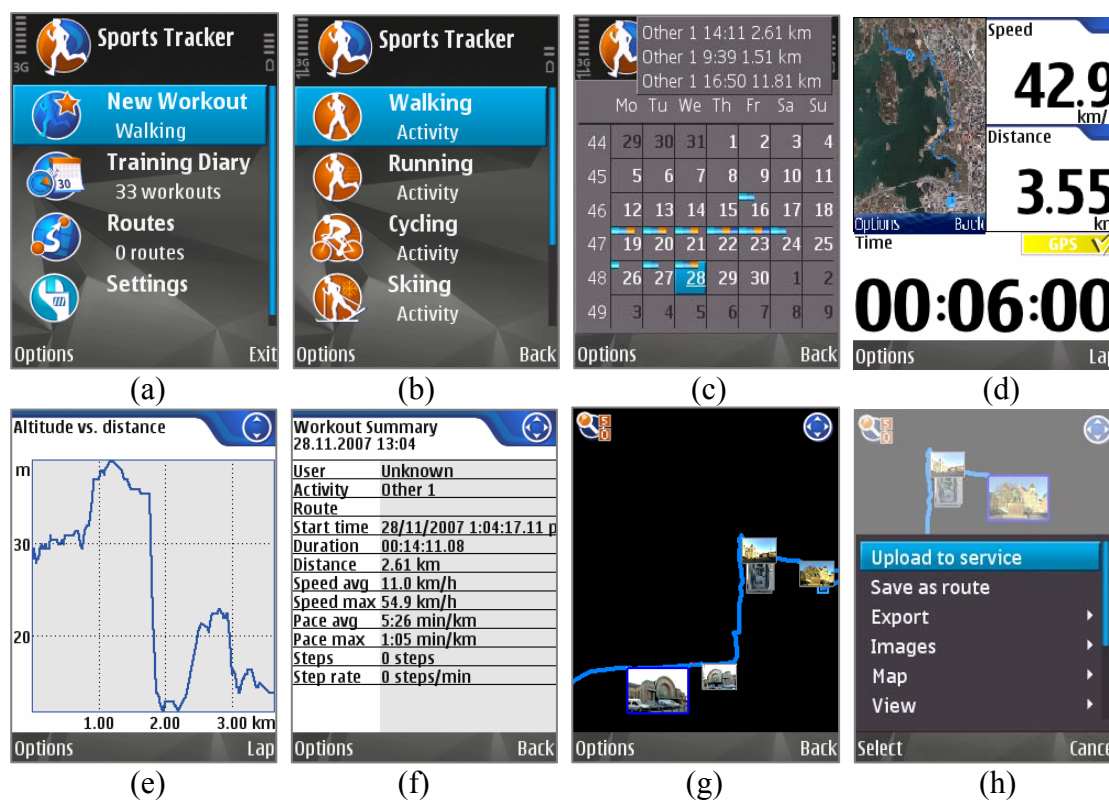 3G
Sports Tracker
New Workout
Walking
30
Training Diary
33 workouts
Routes
0 routes
Settings
Options Exit
(a)
3G
Sports Tracker
Walking
Activity
Running
Activity
Cycling
Activity
Skiing
Activity
Options Back
(b)
3G
Other 1 14:11 2.61 km
Other 1 9:39 1.51 km
Other 1 16:50 11.81 km
Mo Tu We Th Fr Sa Su
44 29 30 31 1 2 3 4
45 5 6 7 8 9 10 11
46 12 13 14 15 16 17 18
47 19 20 21 22 23 24 25
48 26 27 28 29 30 1 2
49 3 4 5 6 7 8 9
Options Back
(c)
Speed
42.9
km/
Distance
3.55
km
Options Back
Time
GPS
00:06:00
Options Lap
(d)
Altitude vs. distance
m
30
20
1.00 2.00 3.00 km
Options Lap
(e)
Workout Summary
28.11.2007 13:04
User Unknown
Activity Other 1
Route
Start time 28/11/2007 1:04:17.11 p
Duration 00:14:11.08
Distance 2.61 km
Speed avg 11.0 km/h
Speed max 54.9 km/h
Pace avg 5:26 min/km
Pace max 1:05 min/km
Steps 0 steps
Step rate 0 steps/min
Options Back
(f)
5
0
Options Back
(g)
5
0
Upload to service
Save as route
Export
Images
Map
View
Select Cance
(h)